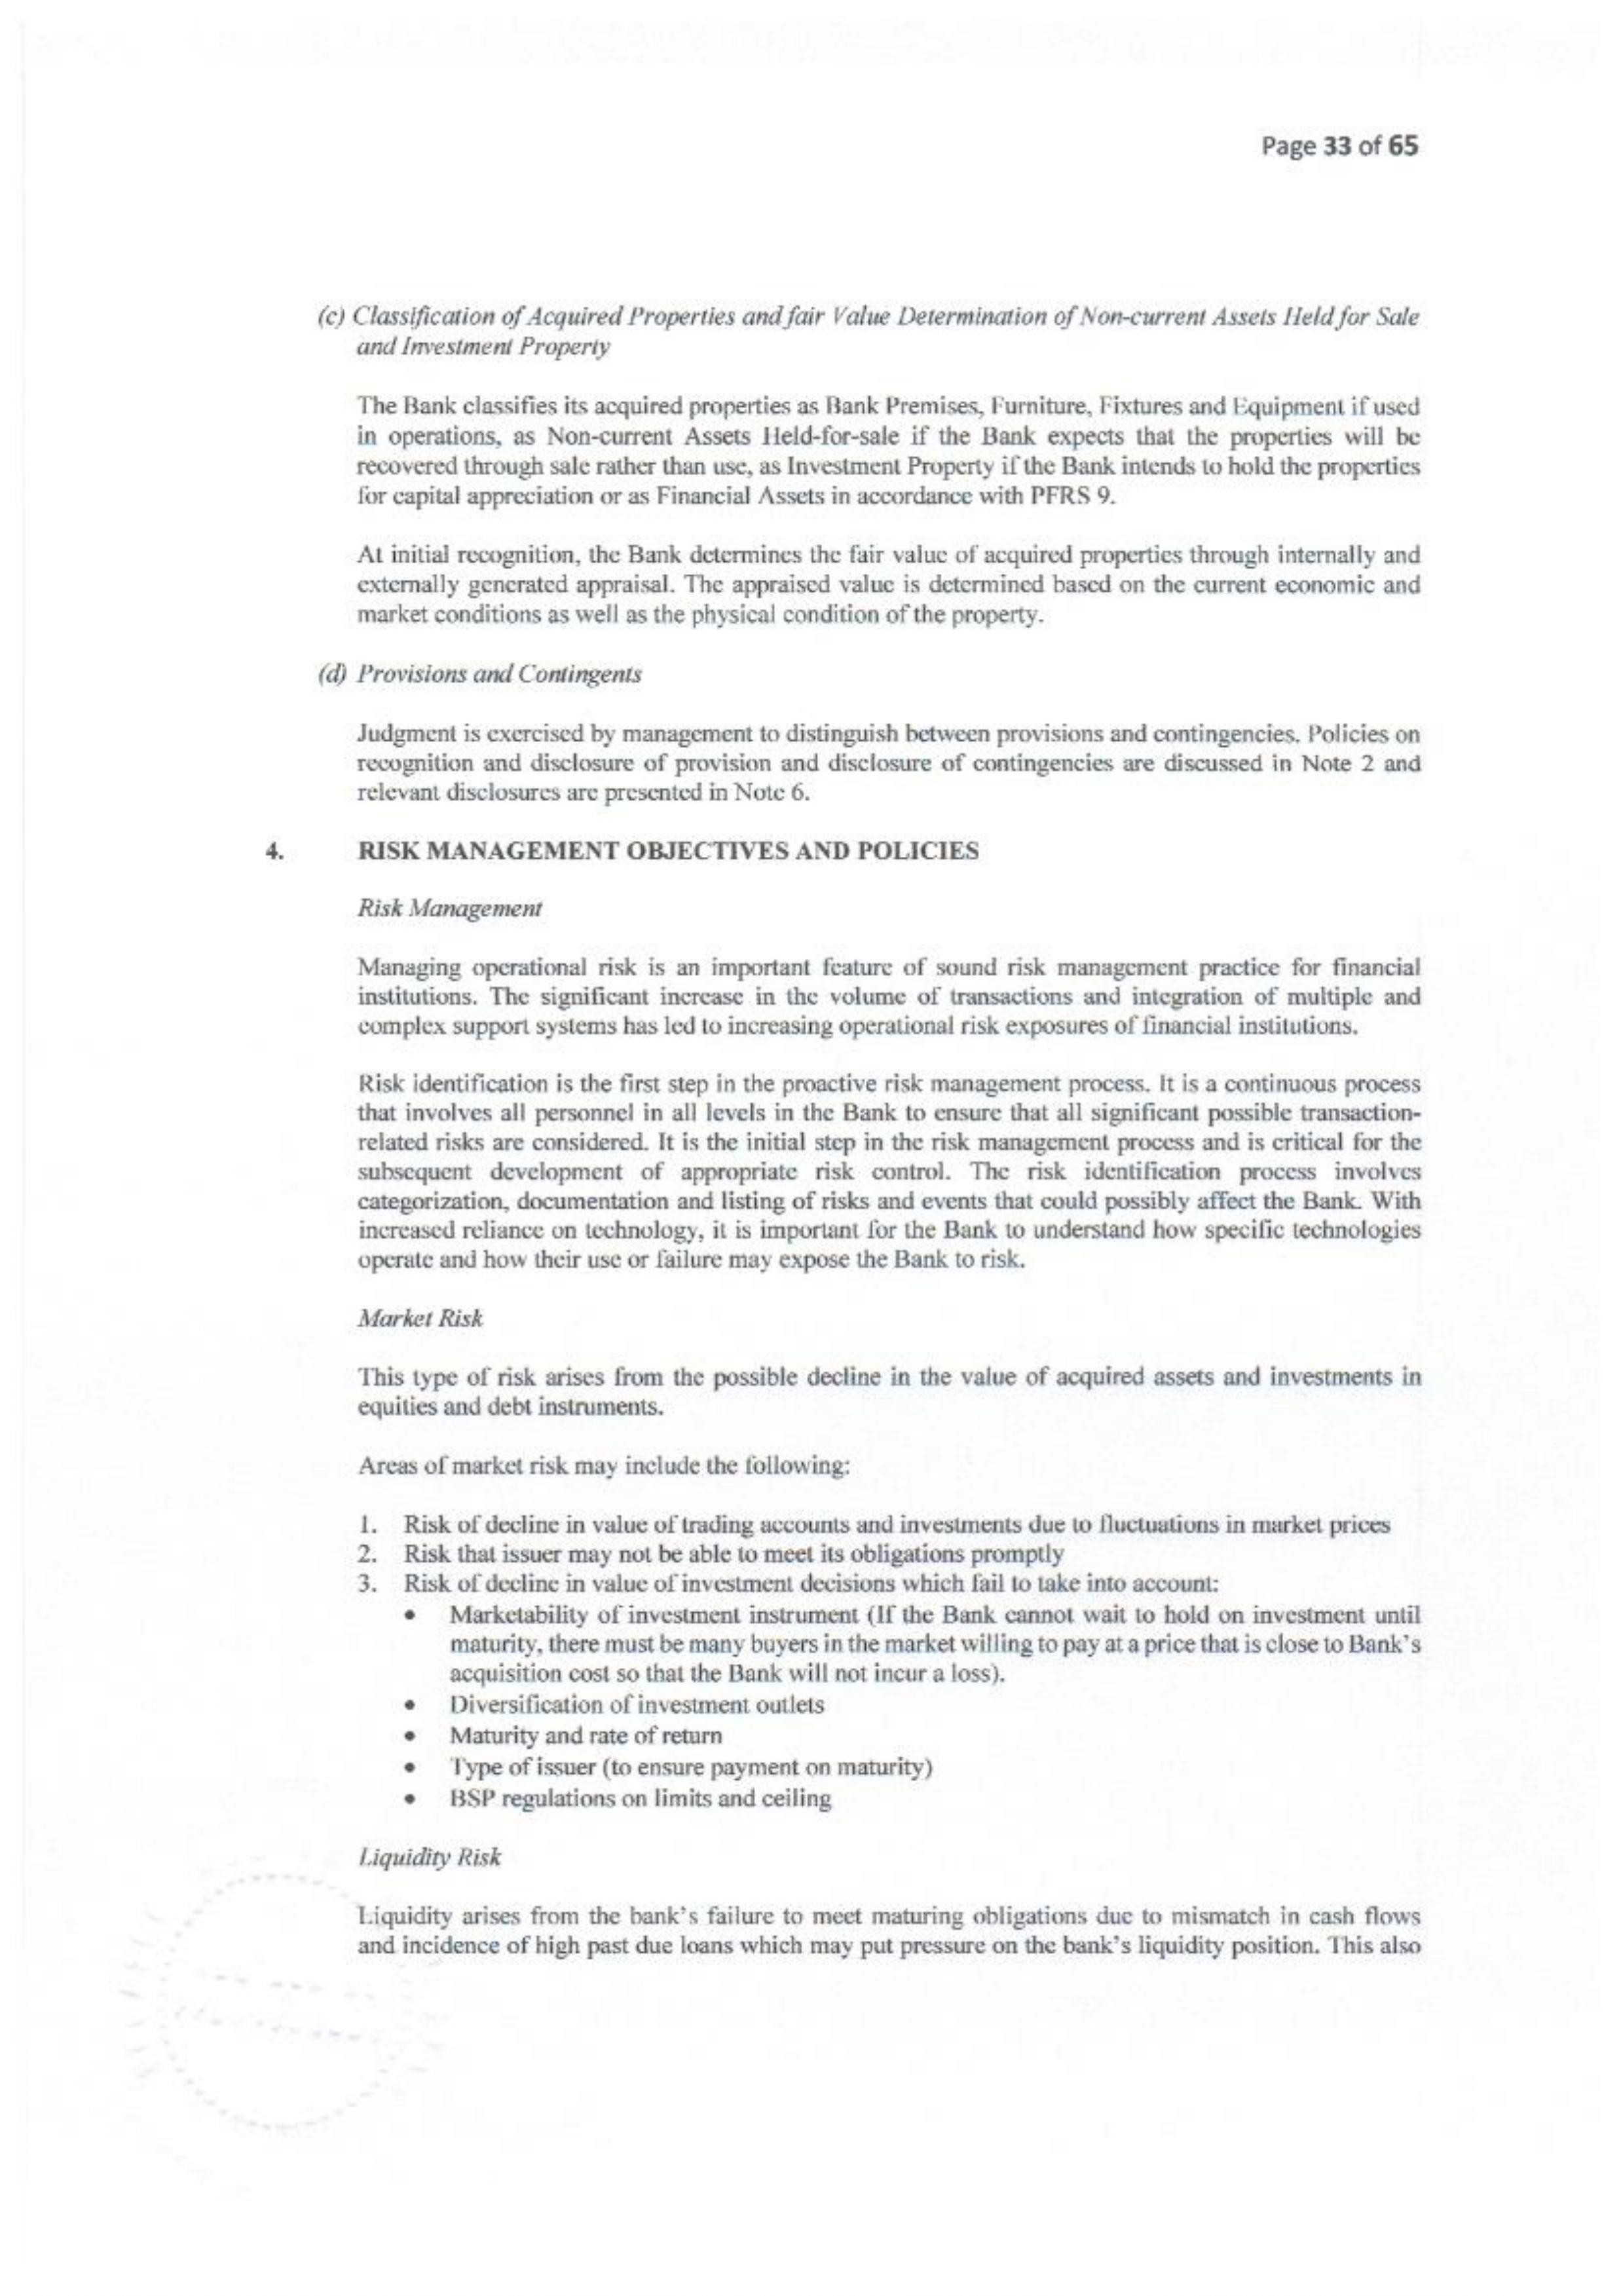 Page 33 of 65
(c) Classification of Acquired Properties and fair Value Determination of Non-current Assets Held for Sale
and Investment Property
The Bank classifies its acquired properties as Bank Premises, Furniture, Fixtures and Equipment if used
in operations, as Non-current Assets Held-for-sale if the Bank expects that the properties will be
recovered through sale rather than use, as Investment Property if the Bank intends to hold the properties
for capital appreciation or as Financial Assets in accordance with PFRS 9.
At initial recognition, the Bank determines the fair value of acquired properties through internally and
externally generated appraisal. The appraised value is determined based on the current economic and
market conditions as well as the physical condition of the property.
(d) Provisions and Contingents
Judgment is exercised by management to distinguish between provisions and contingencies. Policies on
recognition and disclosure of provision and disclosure of contingencies are discussed in Note 2 and
relevant disclosures are presented in Note 6.
4. RISK MANAGEMENT OBJECTIVES AND POLICIES
Risk Management
Managing operational risk is an important feature of sound risk management practice for financial
institutions. The significant increase in the volume of transactions and integration of multiple and
complex support systems has led to increasing operational risk exposures of financial institutions.
Risk identification is the first step in the proactive risk management process. It is a continuous process
that involves all personnel in all levels in the Bank to ensure that all significant possible transaction-
related risks are considered. It is the initial step in the risk management process and is critical for the
subsequent development of appropriate risk control. The risk identification process involves
categorization, documentation and listing of risks and events that could possibly affect the Bank. With
increased reliance on technology, it is important for the Bank to understand how specific technologies
operate and how their use or failure may expose the Bank to risk.
Market Risk
This type of risk arises from the possible decline in the value of acquired assets and investments in
equities and debt instruments.
Areas of market risk may include the following:
1. Risk of decline in value of trading accounts and investments due to fluctuations in market prices
2. Risk that issuer may not be able to meet its obligations promptly
3. Risk of decline in value of investment decisions which fail to take into account:
• Marketability of investment instrument (If the Bank cannot wait to hold on investment until
maturity, there must be many buyers in the market willing to pay at a price that is close to Bank's
acquisition cost so that the Bank will not incur a loss).
• Diversification of investment outlets
• Maturity and rate of return
• Type of issuer (to ensure payment on maturity)
• BSP regulations on limits and ceiling
Liquidity Risk
Liquidity arises from the bank's failure to meet maturing obligations due to mismatch in cash flows
and incidence of high past due loans which may put pressure on the bank's liquidity position. This also